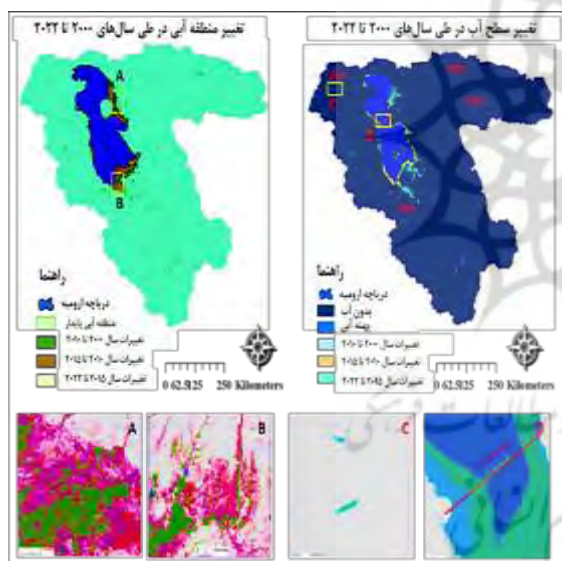 تغییر سطح آب در طی سال‌های ۲۰۰۰ تا ۲۰۲۲
راهنما
دریاچه ارومیه
بدون آب
پهنه آبی
تغییرات سال ۲۰۰۰ تا ۲۰۱۰
تغییرات سال ۲۰۱۰ تا ۲۰۱۵
تغییرات سال ۲۰۱۵ تا ۲۰۲۲
0 62.5125 250 Kilometers
C
تغییر منطقه آبی در طی سال‌های ۲۰۰۰ تا ۲۰۲۲
A
B
راهنما
دریاچه ارومیه
منطقه آبی پایدار
تغییرات سال ۲۰۰۰ تا ۲۰۱۰
تغییرات سال ۲۰۱۰ تا ۲۰۱۵
تغییرات سال ۲۰۱۵ تا ۲۰۲۲
0 62.5125 250 Kilometers
A
B
C